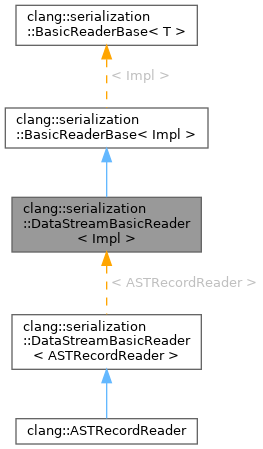 clang::serialization
::BasicReaderBase< T >
< Impl >
clang::serialization
::BasicReaderBase< Impl >
clang::serialization
::DataStreamBasicReader
< Impl >
< ASTRecordReader >
clang::serialization
::DataStreamBasicReader
< ASTRecordReader >
clang::ASTRecordReader